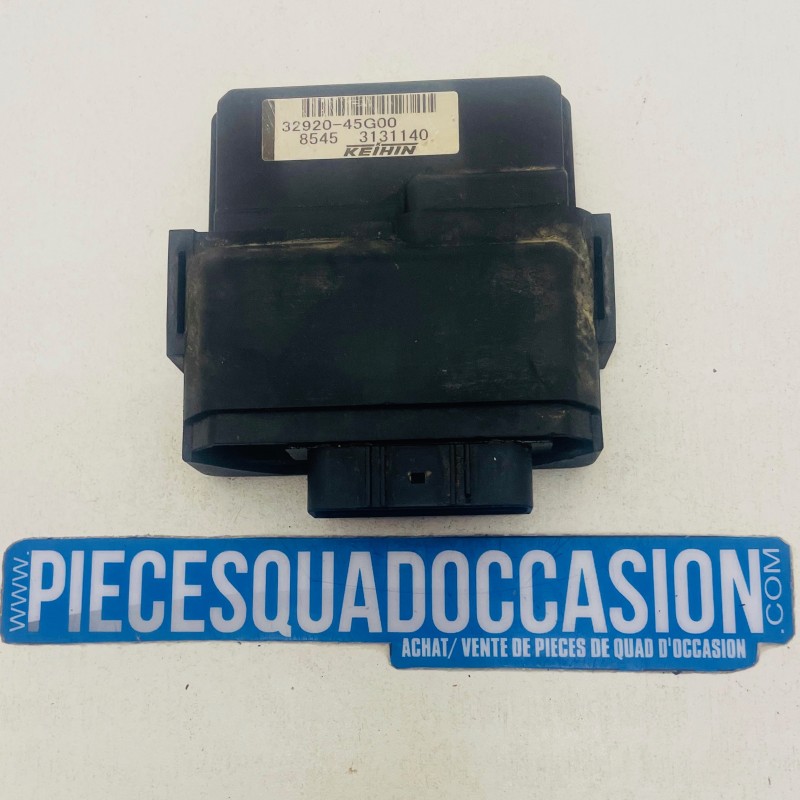 32920-45G00
8545 3131140
KEIHIN
WWW.
PIECESQUADOCCASION
.COM
ACHAT/ VENTE DE PIECES DE QUAD D'OCCASION